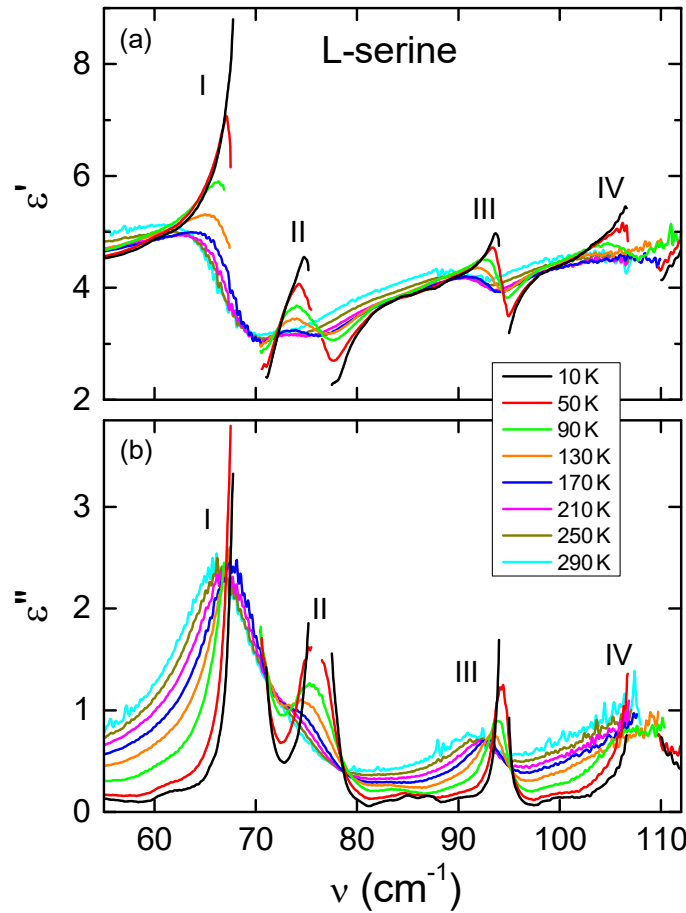 (a)
L-serine
I
II
III
IV
8
6
4
2
ε'
10 K
50 K
90 K
130 K
170 K
210 K
250 K
290 K
(b)
I
II
III
IV
3
2
1
0
ε''
60
70
80
90
100
110
ν (cm⁻¹)